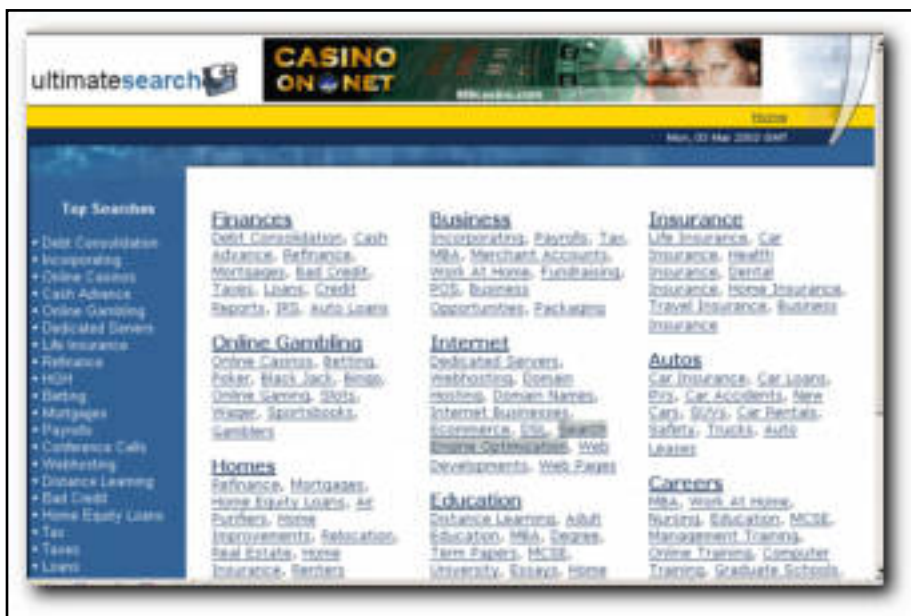 ultimatesearch
CASINO
ON NET
888casino.com
Home
Mon, 03 Mar 2003 GMT
Top Searches
• Debt Consolidation
• Incorporating
• Online Casinos
• Cash Advance
• Online Gambling
• Dedicated Servers
• Life Insurance
• Refinance
• HGH
• Betting
• Mortgages
• Payrolls
• Conference Calls
• Webhosting
• Distance Learning
• Bad Credit
• Home Equity Loans
• Tax
• Taxes
• Loans
Finances
Debt Consolidation, Cash
Advance, Refinance,
Mortgages, Bad Credit,
Taxes, Loans, Credit
Reports, IRS, Auto Loans
Online Gambling
Online Casinos, Betting,
Poker, Black Jack, Bingo,
Online Gaming, Slots,
Wager, Sportsbooks,
Gamblers
Homes
Refinance, Mortgages,
Home Equity Loans, Air
Purifiers, Home
Improvements, Relocation,
Real Estate, Home
Insurance, Renters
Business
Incorporating, Payrolls, Tax,
MBA, Merchant Accounts,
Work At Home, Fundraising,
POS, Business
Opportunities, Packaging
Internet
Dedicated Servers,
Webhosting, Domain
Hosting, Domain Names,
Internet Businesses,
Ecommerce, DSL, Search
Engine Optimization, Web
Developments, Web Pages
Education
Distance Learning, Adult
Education, MBA, Degree,
Term Papers, MCSE,
University, Essays, Home
Insurance
Life Insurance, Car
Insurance, Health
Insurance, Dental
Insurance, Home Insurance,
Travel Insurance, Business
Insurance
Autos
Car Insurance, Car Loans,
RVs, Car Accidents, New
Cars, SUVs, Car Rentals,
Safety, Trucks, Auto
Leases
Careers
MBA, Work At Home,
Nursing, Education, MCSE,
Management Training,
Online Training, Computer
Training, Graduate Schools,